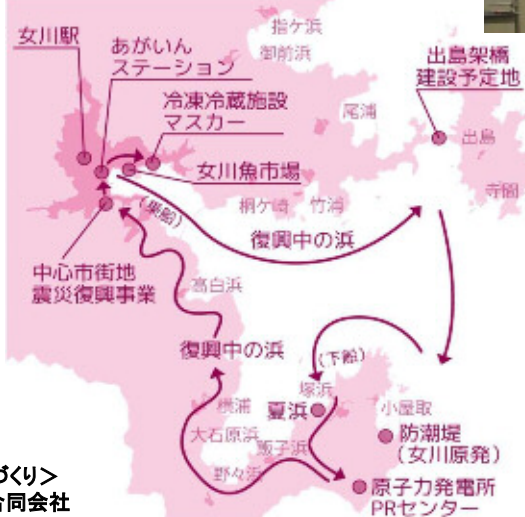 女川駅
あがいん
ステーション
冷凍冷蔵施設
マスカー
女川魚市場
指ケ浜
御前浜
尾浦
出島架橋
建設予定地
出島
寺間
桐ケ崎
竹浦
(乗船)
復興中の浜
中心市街地
震災復興事業
高白浜
復興中の浜
(下船)
塚浜
夏浜
小屋取
横浦
大石原浜
飯子浜
野々浜
防潮堤
(女川原発)
原子力発電所
PRセンター
づくり>
合同会社